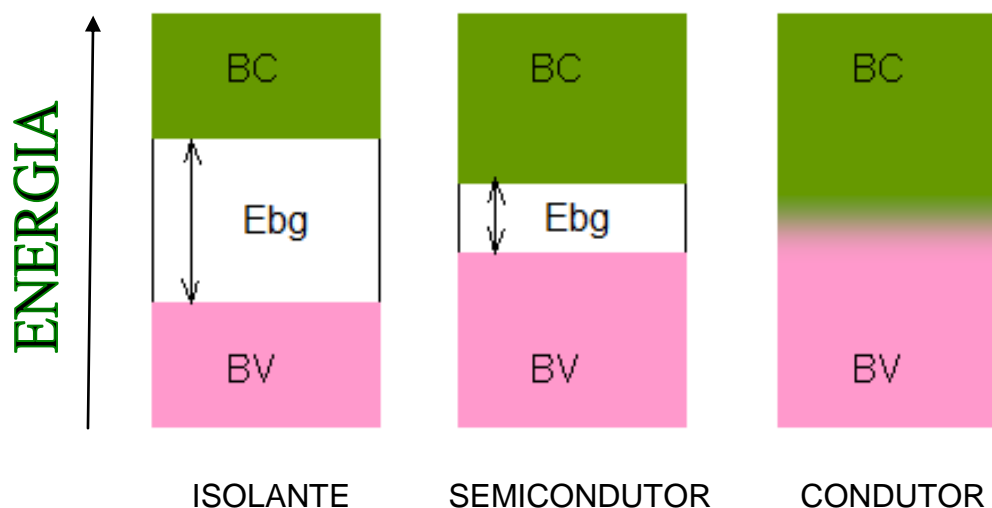 ENERGIA
BC
BC
BC
Ebg
Ebg
BV
BV
BV
ISOLANTE
SEMICONDUTOR
CONDUTOR